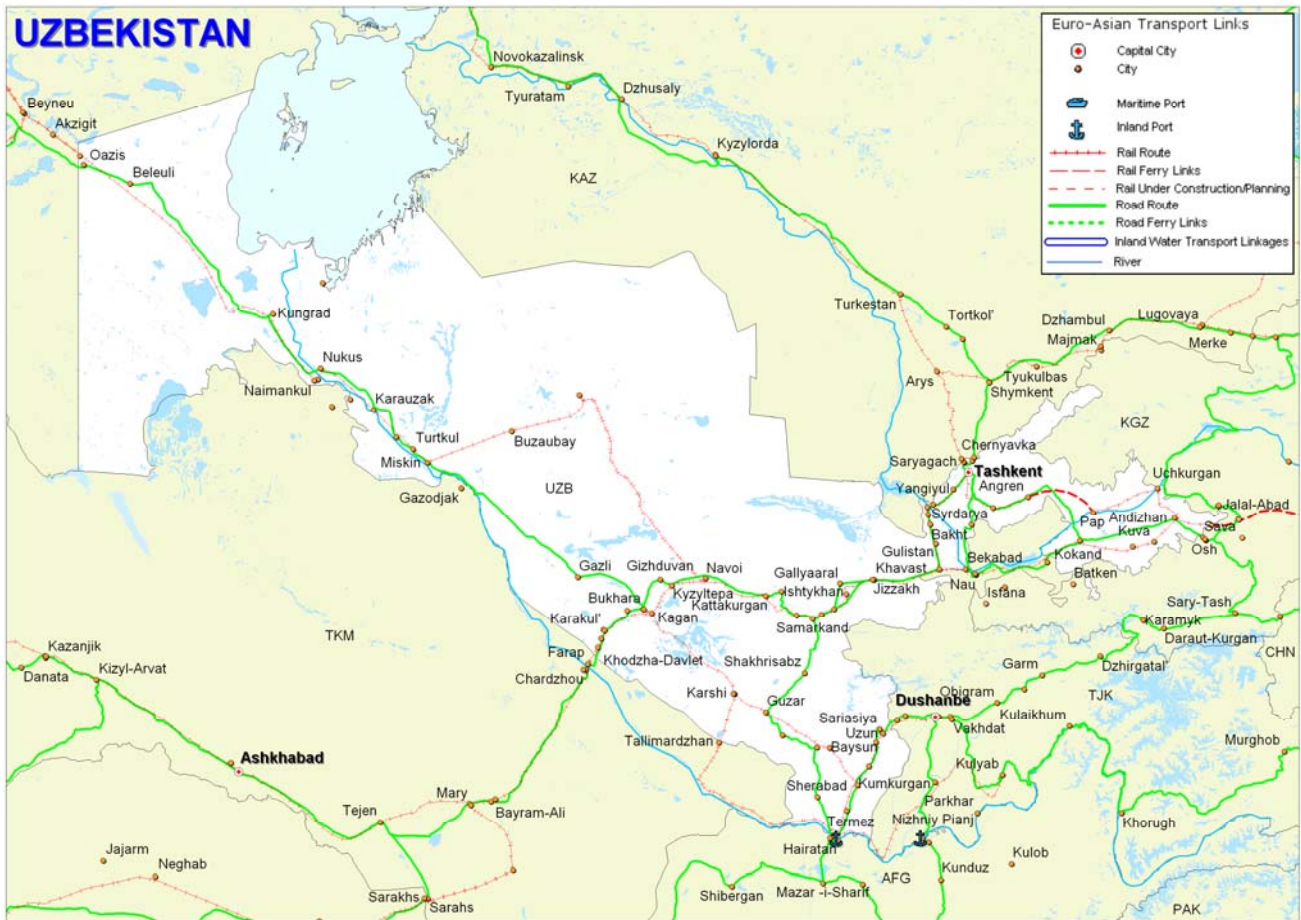 UZBEKISTAN
Euro-Asian Transport Links
Capital City
City
Maritime Port
Inland Port
Rail Route
Rail Ferry Links
Rail Under Construction/Planning
Road Route
Road Ferry Links
Inland Water Transport Linkages
River
Novokazalinsk
Tyuratam
Dzhusaly
Beyneu
Akzigit
Oazis
Beleuli
Kyzylorda
KAZ
Kungrad
Turkestan
Tortkol'
Dzhambul
Lugovaya
Majmak
Merke
Nukus
Naimankul
Arys
Tyukulbas
Shymkent
Karauzak
KGZ
Turtkul
Buzaubay
Miskin
Chernyavka
Saryagach
Tashkent
Uchkurgan
Gazodjak
UZB
Yangiyul
Angren
Jalal-Abad
Syrdarya
Pap
Andizhan
Sava
Bakht
Kuva
Osh
Gulistan
Bekabad
Kokand
Gazli
Gizhduvan
Navoi
Gallyaaral
Khavast
Nau
Batken
Kyzyltepa
Ishtykhan
Jizzakh
Isfana
Bukhara
Kattakurgan
Sary-Tash
Karakul'
Kagan
Samarkand
Karamyk
Daraut-Kurgan
TKM
Kazanjik
Farap
Khodzha-Davlet
Shakhrisabz
CHN
Danata
Kizyl-Arvat
Chardzhou
Garm
Dzhirgatal'
Karshi
Guzar
Dushanbe
Obigram
TJK
Sariasiya
Kulaikhum
Uzun
Vakhdat
Tallimardzhan
Baysun
Murghob
Ashkhabad
Kulyab
Sherabad
Kumkurgan
Mary
Parkhar
Tejen
Bayram-Ali
Termez
Nizhniy Pianj
Khorugh
Hairatan
Jajarm
Kulob
Neghab
Kunduz
AFG
Shibergan
Mazar -i-Sharif
Sarakhs
Sarahs
PAK